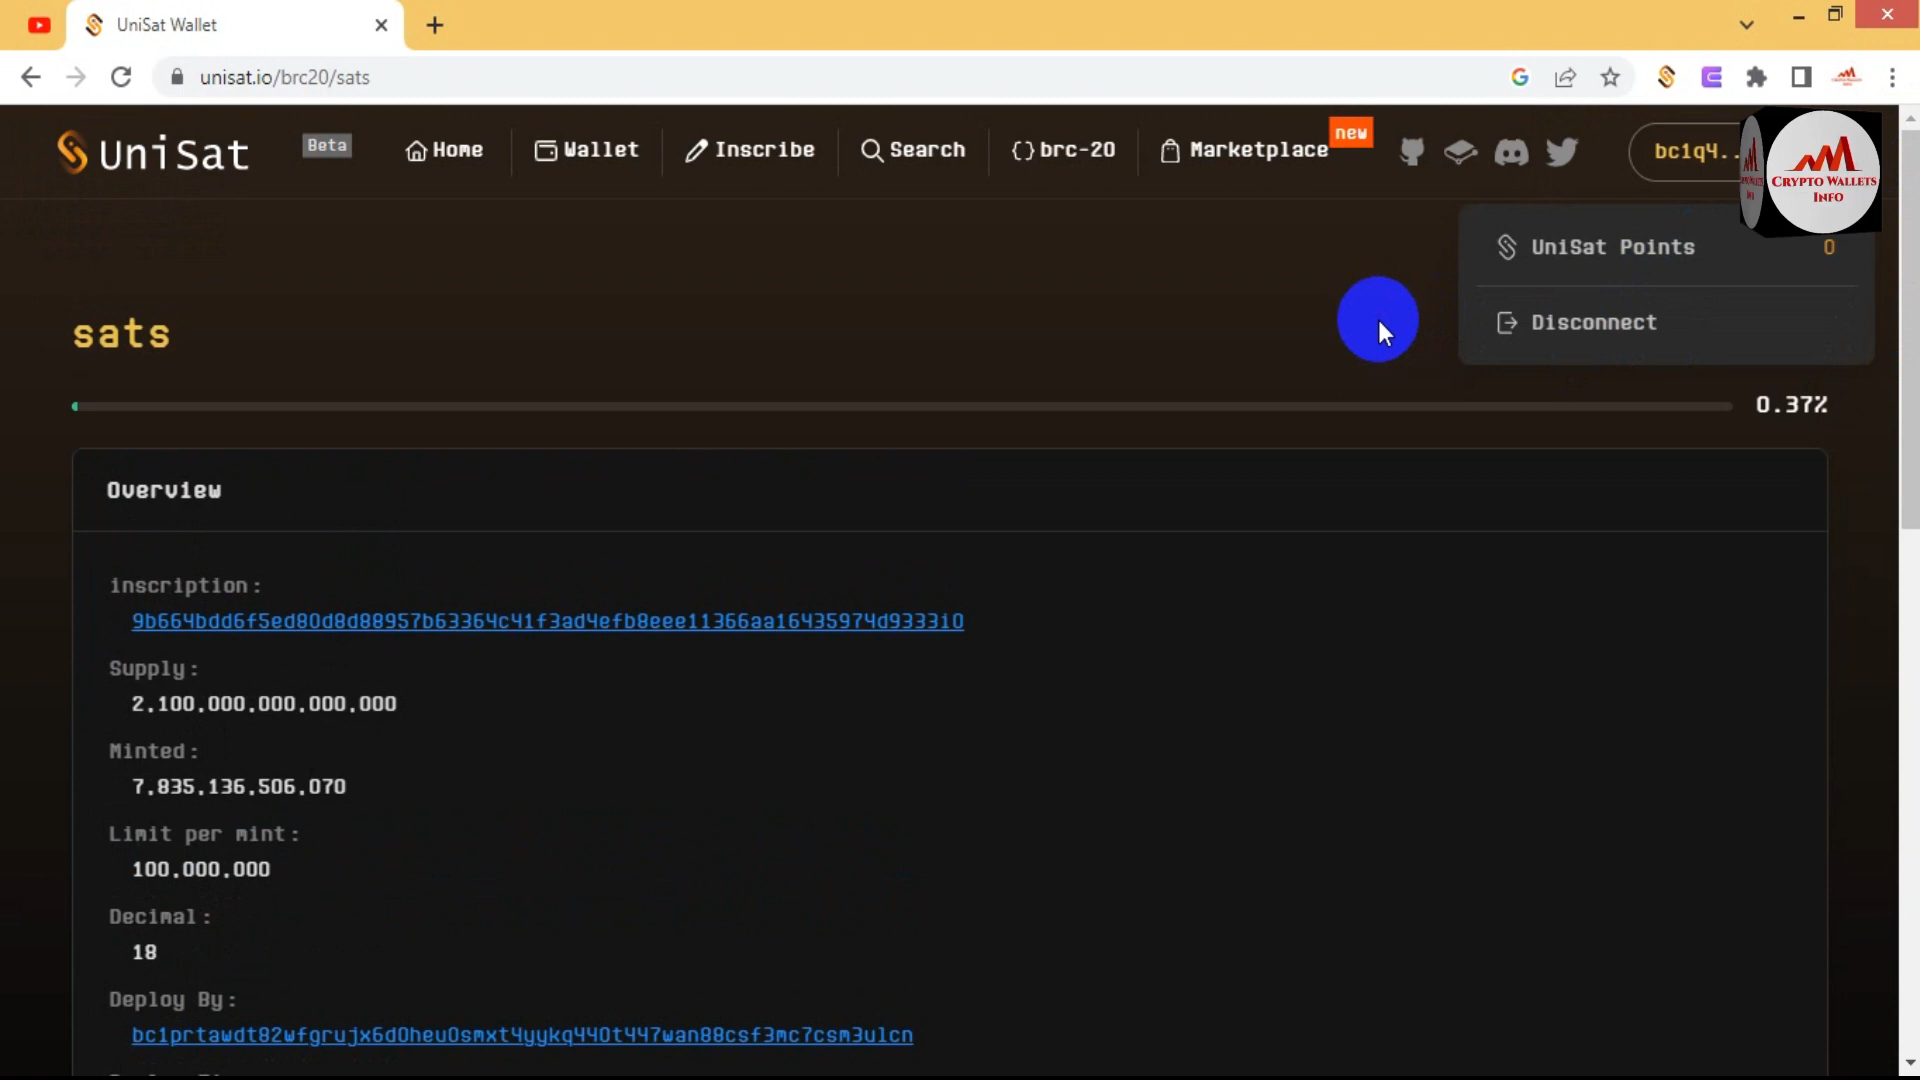 UniSat Wallet
unisat.io/brc20/sats
UniSat
Beta
Home
Wallet
Inscribe
Search
brc-20
Marketplace
new
bc1q4..
CRYPTO WALLETS
INFO
UniSat Points
0
Disconnect
sats
0.37%
Overview
inscription:
9b664bdd6f5ed80d8d88957b63364c41f3ad4efb8eee11366aa16435974d9333i0
Supply:
2,100,000,000,000,000
Minted:
7,835,136,506,070
Limit per mint:
100,000,000
Decimal:
18
Deploy By:
bc1prtawdt82wfgrujx6d0heu0smxt4yykq440t447wan88csf3mc7csm3ulcn